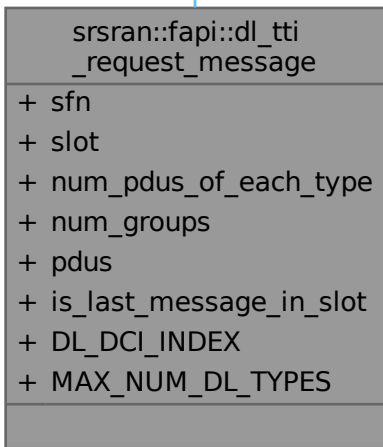 srsran::fapi::dl_tti
_request_message
+ sfn
+ slot
+ num_pdus_of_each_type
+ num_groups
+ pdus
+ is_last_message_in_slot
+ DL_DCI_INDEX
+ MAX_NUM_DL_TYPES